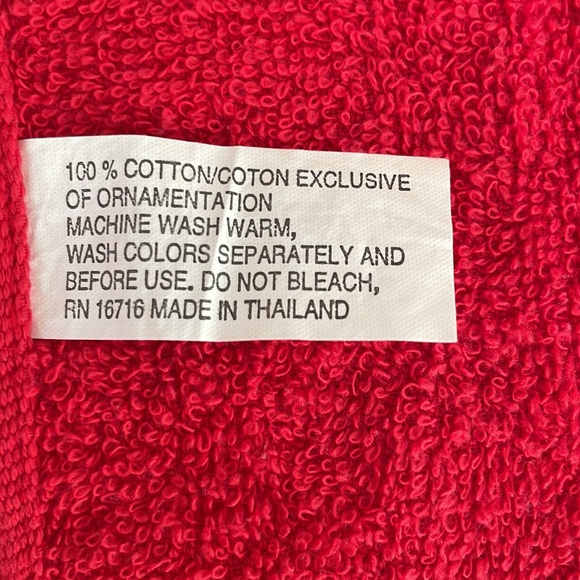 100 % COTTON/COTON EXCLUSIVE
OF ORNAMENTATION
MACHINE WASH WARM,
WASH COLORS SEPARATELY AND
BEFORE USE. DO NOT BLEACH,
RN 16716 MADE IN THAILAND